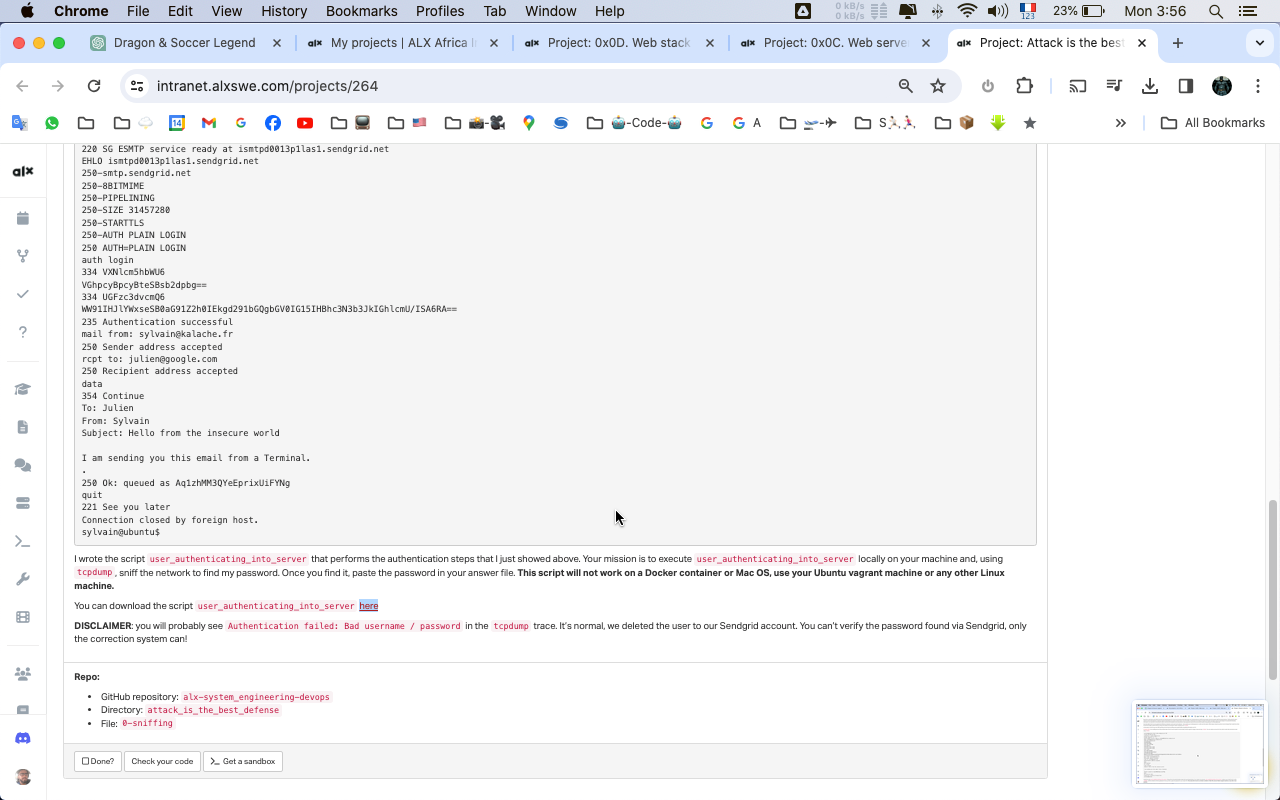 Chrome File Edit View History Bookmarks Profiles Tab Window Help 0 kB/s 0 kB/s 123 23% Mon 3:56
Dragon & Soccer Legend My projects | ALX Africa I Project: 0x0D. Web stack Project: 0x0C. Web serve Project: Attack is the best
intranet.alxswe.com/projects/264
14 G -Code- G G A S All Bookmarks
alx
220 SG ESMTP service ready at ismtpd0013p1las1.sendgrid.net
EHLO ismtpd0013p1las1.sendgrid.net
250-smtp.sendgrid.net
250-8BITMIME
250-PIPELINING
250-SIZE 31457280
250-STARTTLS
250-AUTH PLAIN LOGIN
250 AUTH=PLAIN LOGIN
auth login
334 VXNlcm5hbWU6
VGhpcyBpcyBteSBsb2dpbg==
334 UGFzc3dvcmQ6
WW91IHJlYWxseSB0aG91Z2h0IEkgd291bGQgbGV0IG15IHBhc3N3b3JkIGhlcmU/ISA6RA==
235 Authentication successful
mail from: sylvain@kalache.fr
250 Sender address accepted
rcpt to: julien@google.com
250 Recipient address accepted
data
354 Continue
To: Julien
From: Sylvain
Subject: Hello from the insecure world
I am sending you this email from a Terminal.
.
250 Ok: queued as Aq1zhMM3QYeEprixUiFYNg
quit
221 See you later
Connection closed by foreign host.
sylvain@ubuntu$
I wrote the script user_authenticating_into_server that performs the authentication steps that I just showed above. Your mission is to execute user_authenticating_into_server locally on your machine and, using
tcpdump, sniff the network to find my password. Once you find it, paste the password in your answer file. This script will not work on a Docker container or Mac OS, use your Ubuntu vagrant machine or any other Linux
machine.
You can download the script user_authenticating_into_server here
DISCLAIMER: you will probably see Authentication failed: Bad username / password in the tcpdump trace. It's normal, we deleted the user to our Sendgrid account. You can't verify the password found via Sendgrid, only
the correction system can!
Repo:
• GitHub repository: alx-system_engineering-devops
• Directory: attack_is_the_best_defense
• File: 0-sniffing
Done? Check your code Get a sandbox